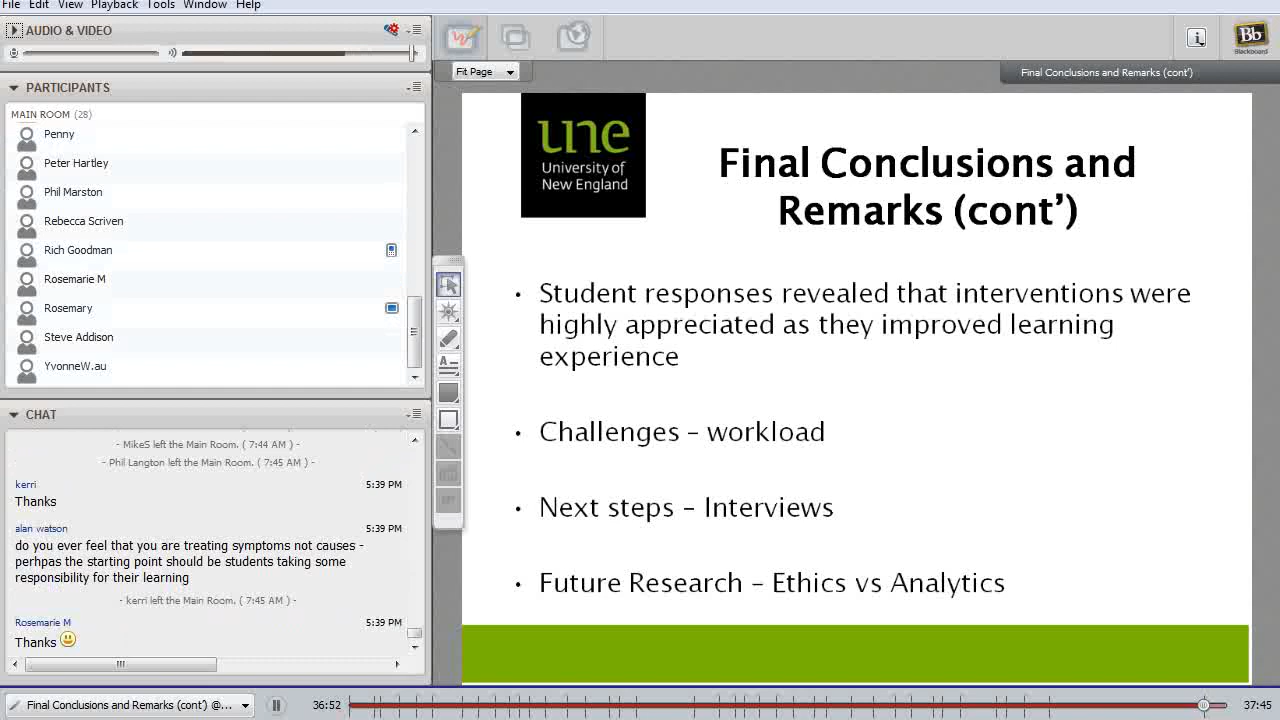 File Edit View Playback Tools Window Help
AUDIO & VIDEO
PARTICIPANTS
MAIN ROOM (28)
Penny
Peter Hartley
Phil Marston
Rebecca Scriven
Rich Goodman
Rosemarie M
Rosemary
Steve Addison
YvonneW.au
CHAT
- MikeS left the Main Room. ( 7:44 AM ) -
- Phil Langton left the Main Room. ( 7:45 AM ) -
kerri 5:39 PM
Thanks
alan watson 5:39 PM
do you ever feel that you are treating symptoms not causes -
perhpas the starting point should be students taking some
responsibility for their learning
- kerri left the Main Room. ( 7:45 AM ) -
Rosemarie M 5:39 PM
Thanks
Bb
Blackboard
Fit Page
Final Conclusions and Remarks (cont')
une
University of
New England
Final Conclusions and
Remarks (cont’)
• Student responses revealed that interventions were
highly appreciated as they improved learning
experience
• Challenges – workload
• Next steps – Interviews
• Future Research – Ethics vs Analytics
Final Conclusions and Remarks (cont') @...
36:52
37:45